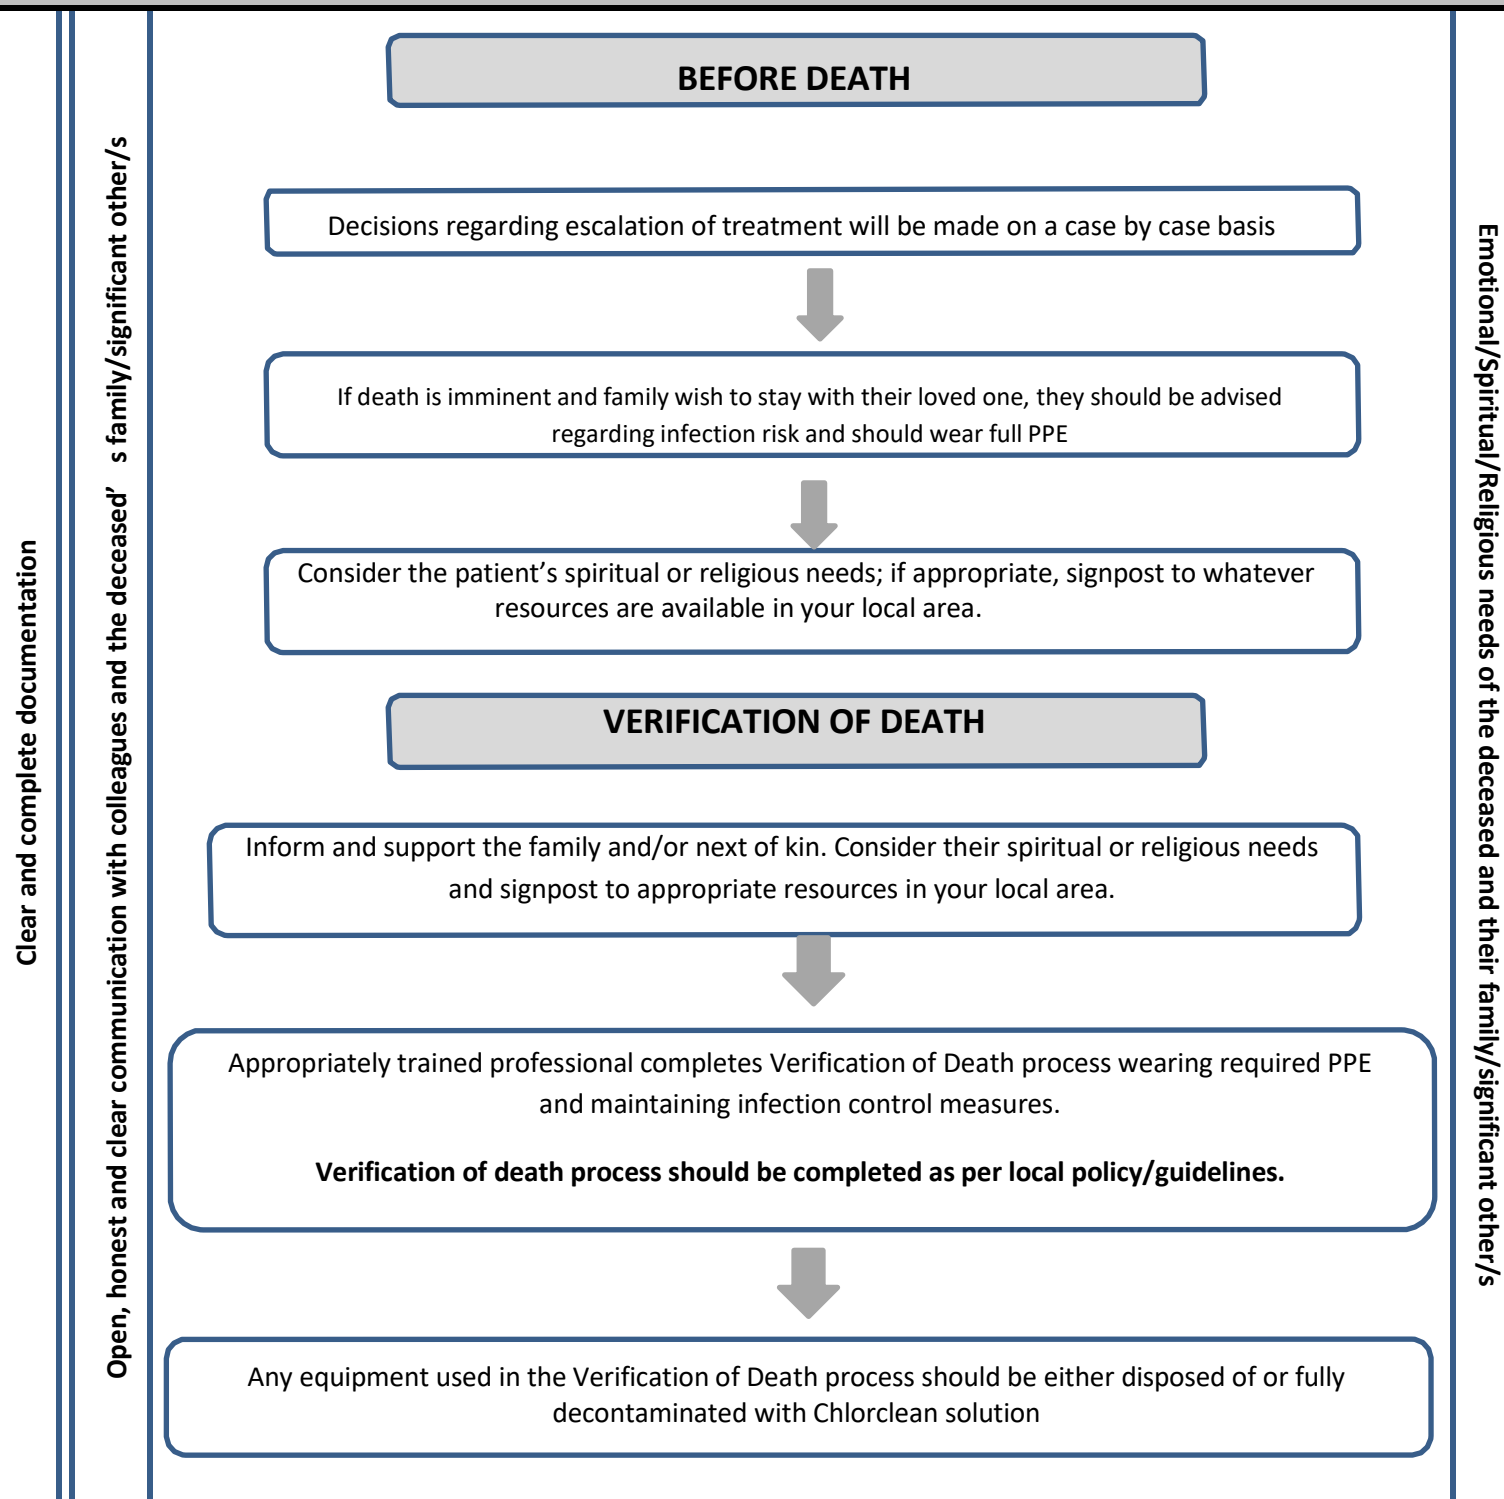 Clear and complete documentation
Open, honest and clear communication with colleagues and the deceased’ s family/significant other/s
BEFORE DEATH
Decisions regarding escalation of treatment will be made on a case by case basis
If death is imminent and family wish to stay with their loved one, they should be advised
regarding infection risk and should wear full PPE
Consider the patient’s spiritual or religious needs; if appropriate, signpost to whatever
resources are available in your local area.
VERIFICATION OF DEATH
Inform and support the family and/or next of kin. Consider their spiritual or religious needs
and signpost to appropriate resources in your local area.
Appropriately trained professional completes Verification of Death process wearing required PPE
and maintaining infection control measures.
Verification of death process should be completed as per local policy/guidelines.
Any equipment used in the Verification of Death process should be either disposed of or fully
decontaminated with Chlorclean solution
Emotional/Spiritual/Religious needs of the deceased and their family/significant other/s